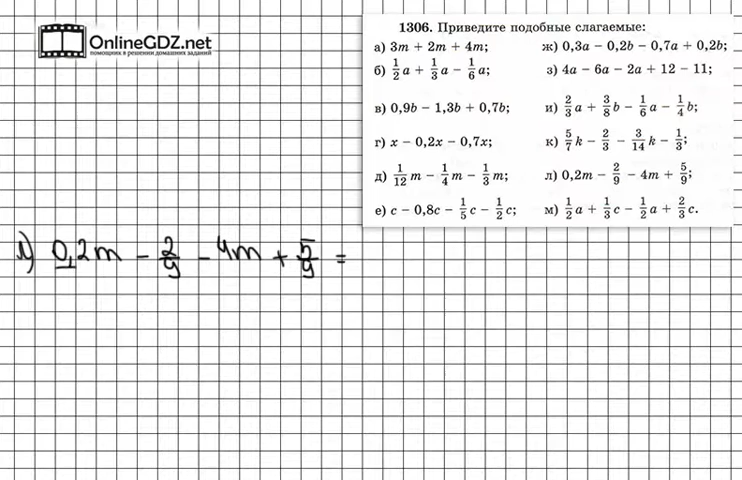 OnlineGDZ.net
помощник в решении домашних заданий
1306. Приведите подобные слагаемые:
а) 3m + 2m + 4m;
б) 1/2 a + 1/3 a − 1/6 a;
в) 0,9b − 1,3b + 0,7b;
г) x − 0,2x − 0,7x;
д) 1/12 m − 1/4 m − 1/3 m;
е) c − 0,8c − 1/5 c − 1/2 c;
ж) 0,3a − 0,2b − 0,7a + 0,2b;
з) 4a − 6a − 2a + 12 − 11;
и) 2/3 a + 3/8 b − 1/6 a − 1/4 b;
к) 5/7 k − 2/3 − 3/14 k − 1/3;
л) 0,2m − 2/9 − 4m + 5/9;
м) 1/2 a + 1/3 c − 1/2 a + 2/3 c.
л) 0,2m − 2/9 − 4m + 5/9 =